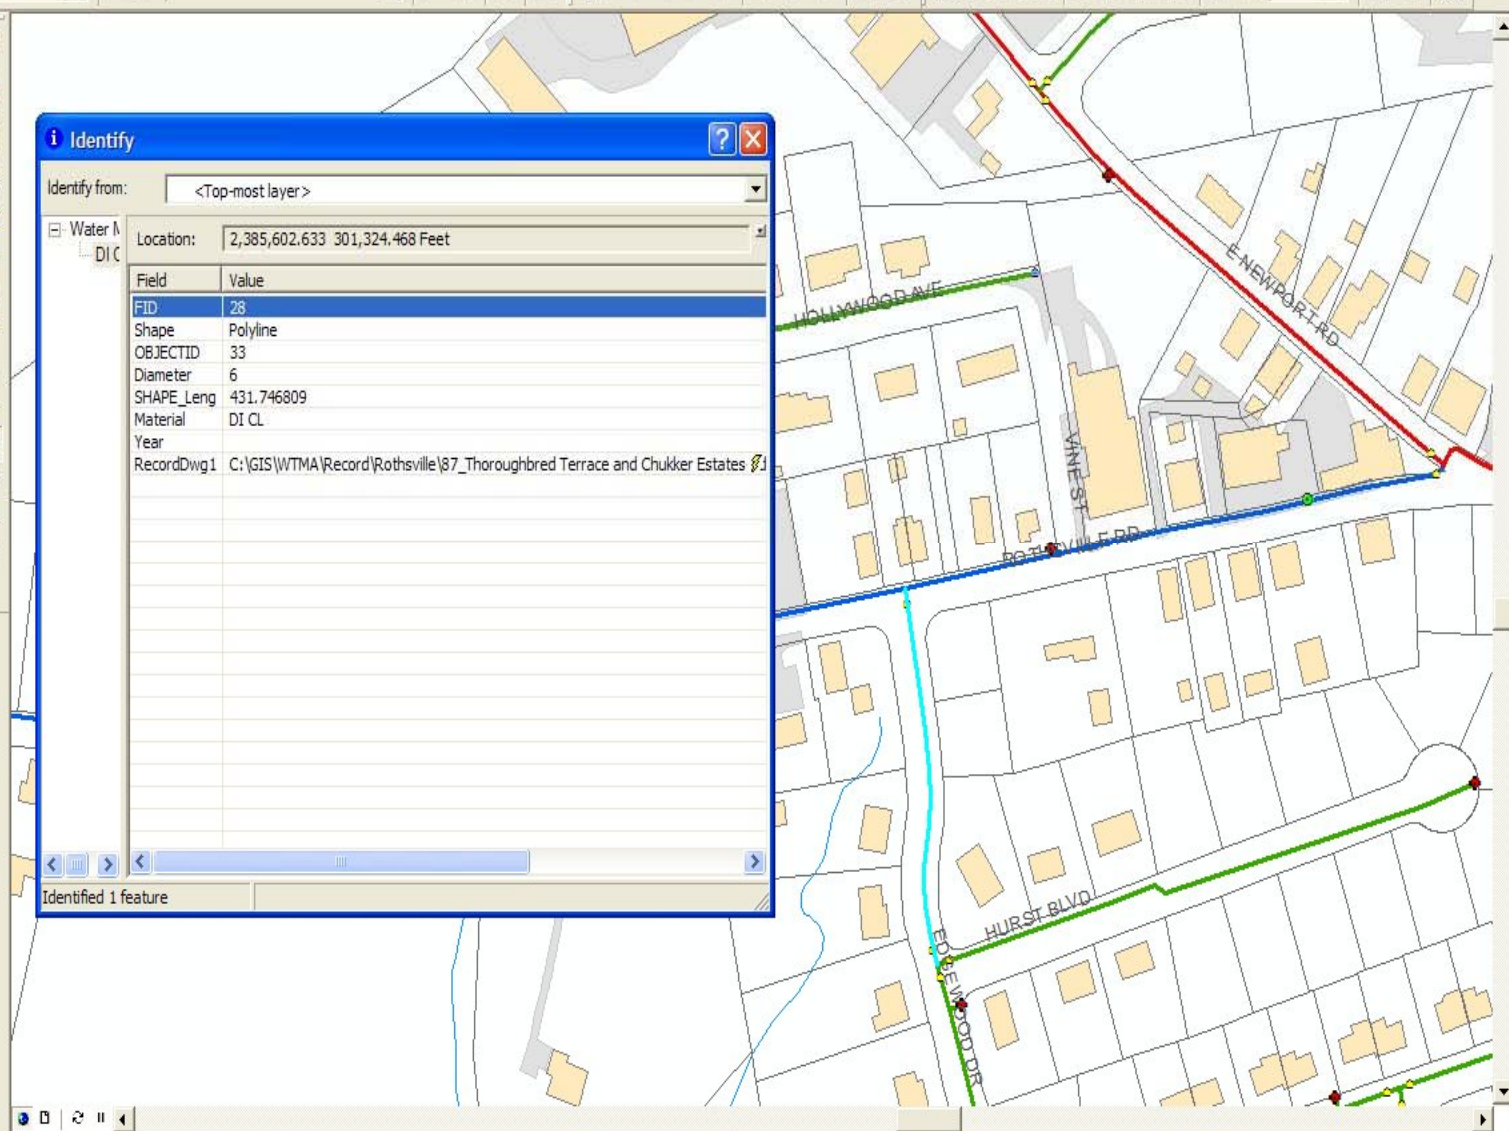 Identify
Identify from: <Top-most layer>
Water M
DI C
Location: 2,385,602.633 301,324.468 Feet
Field Value
FID 28
Shape Polyline
OBJECTID 33
Diameter 6
SHAPE_Leng 431.746809
Material DI CL
Year
RecordDwg1 C:\GIS\WTMA\Record\Rothsville\87_Thoroughbred Terrace and Chukker Estates
Identified 1 feature
E NEWPORT RD
HOLLYWOOD AVE
VINE ST
ROTHSVILLE RD
HURST BLVD
EDGEWOOD DR